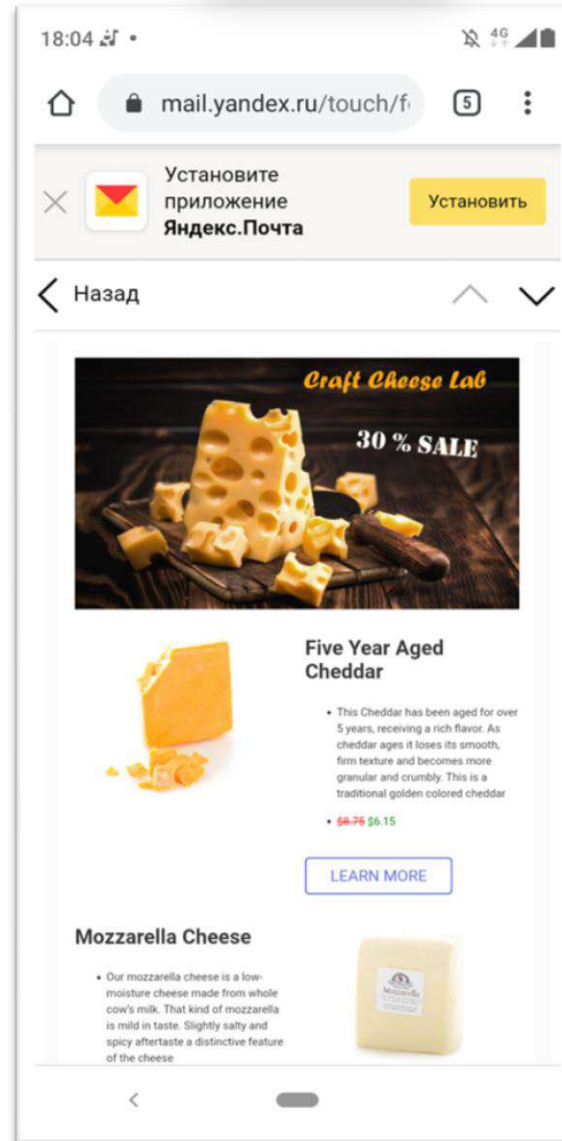 18:04
4G
mail.yandex.ru/touch/f
5
Установите
приложение
Яндекс.Почта
Установить
Назад
Craft Cheese Lab
30 % SALE
Five Year Aged
Cheddar
• This Cheddar has been aged for over
5 years, receiving a rich flavor. As
cheddar ages it loses its smooth,
firm texture and becomes more
granular and crumbly. This is a
traditional golden colored cheddar
• $8.75 $6.15
LEARN MORE
Mozzarella Cheese
• Our mozzarella cheese is a low-
moisture cheese made from whole
cow's milk. That kind of mozzarella
is mild in taste. Slightly salty and
spicy aftertaste a distinctive feature
of the cheese
Mozzarella